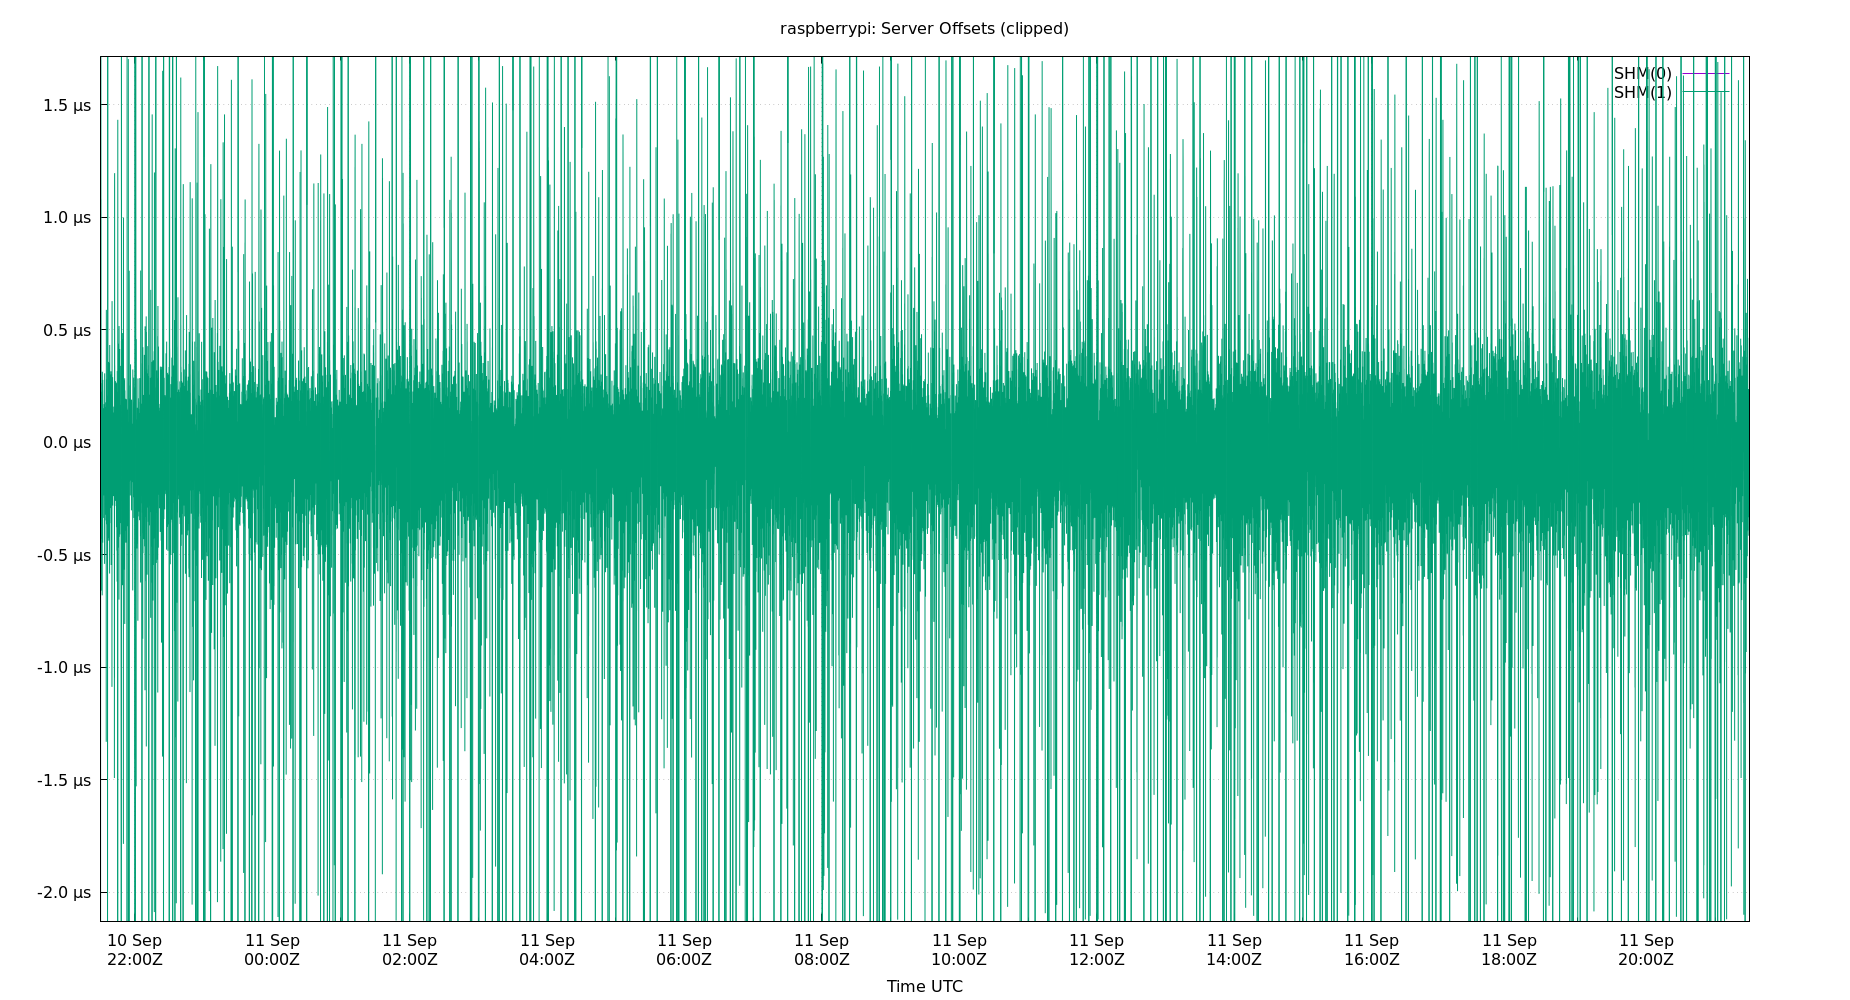 raspberrypi: Server Offsets (clipped)
SHM(0)
SHM(1)
1.5 µs
1.0 µs
0.5 µs
0.0 µs
-0.5 µs
-1.0 µs
-1.5 µs
-2.0 µs
10 Sep 11 Sep 11 Sep 11 Sep 11 Sep 11 Sep 11 Sep 11 Sep 11 Sep 11 Sep 11 Sep 11 Sep
22:00Z 00:00Z 02:00Z 04:00Z 06:00Z 08:00Z 10:00Z 12:00Z 14:00Z 16:00Z 18:00Z 20:00Z
Time UTC